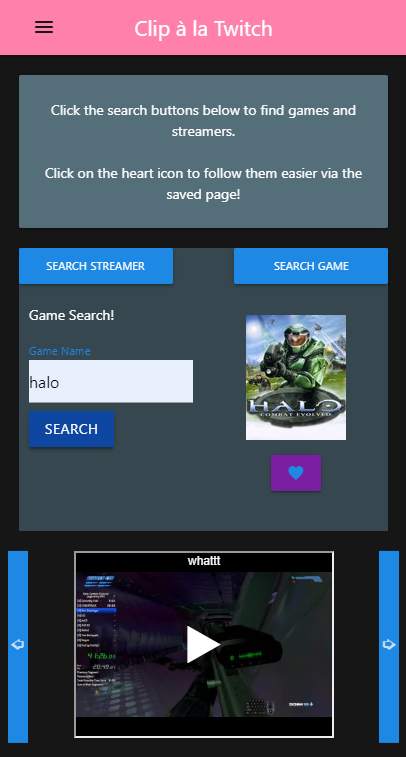 Clip à la Twitch
Click the search buttons below to find games and
streamers.
Click on the heart icon to follow them easier via the
saved page!
SEARCH STREAMER
SEARCH GAME
Game Search!
Game Name
halo
SEARCH
HALO
COMBAT EVOLVED
whattt